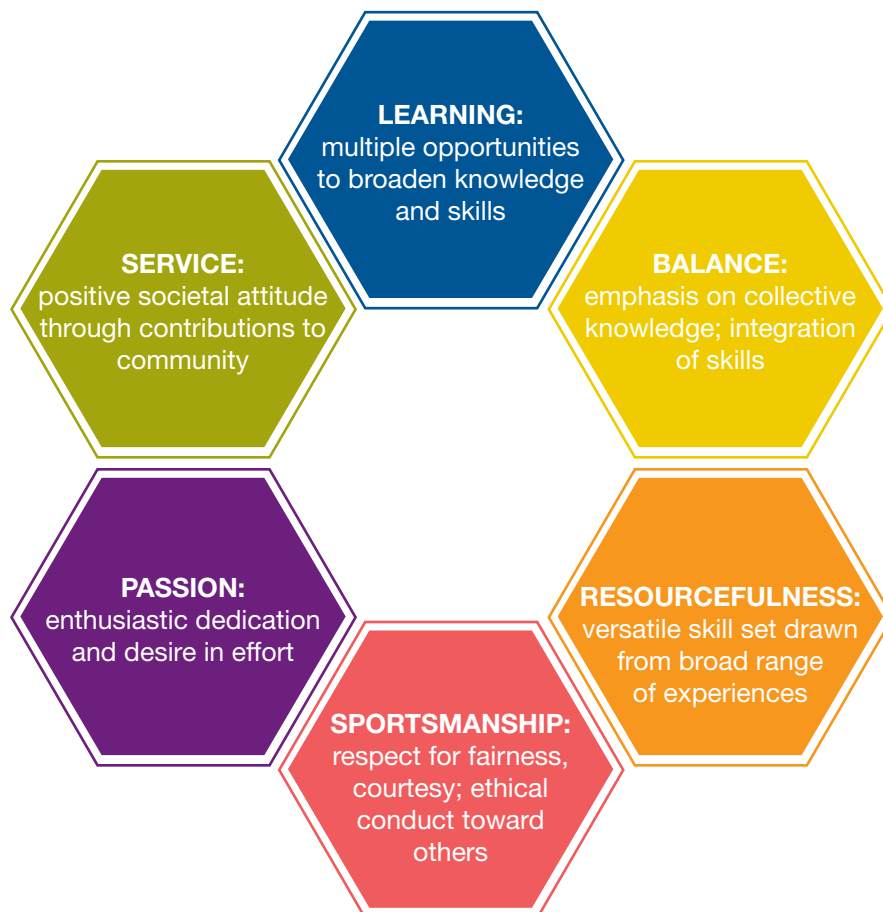 LEARNING:
multiple opportunities
to broaden knowledge
and skills
BALANCE:
emphasis on collective
knowledge; integration
of skills
RESOURCEFULNESS:
versatile skill set drawn
from broad range
of experiences
SPORTSMANSHIP:
respect for fairness,
courtesy; ethical
conduct toward
others
PASSION:
enthusiastic dedication
and desire in effort
SERVICE:
positive societal attitude
through contributions to
community